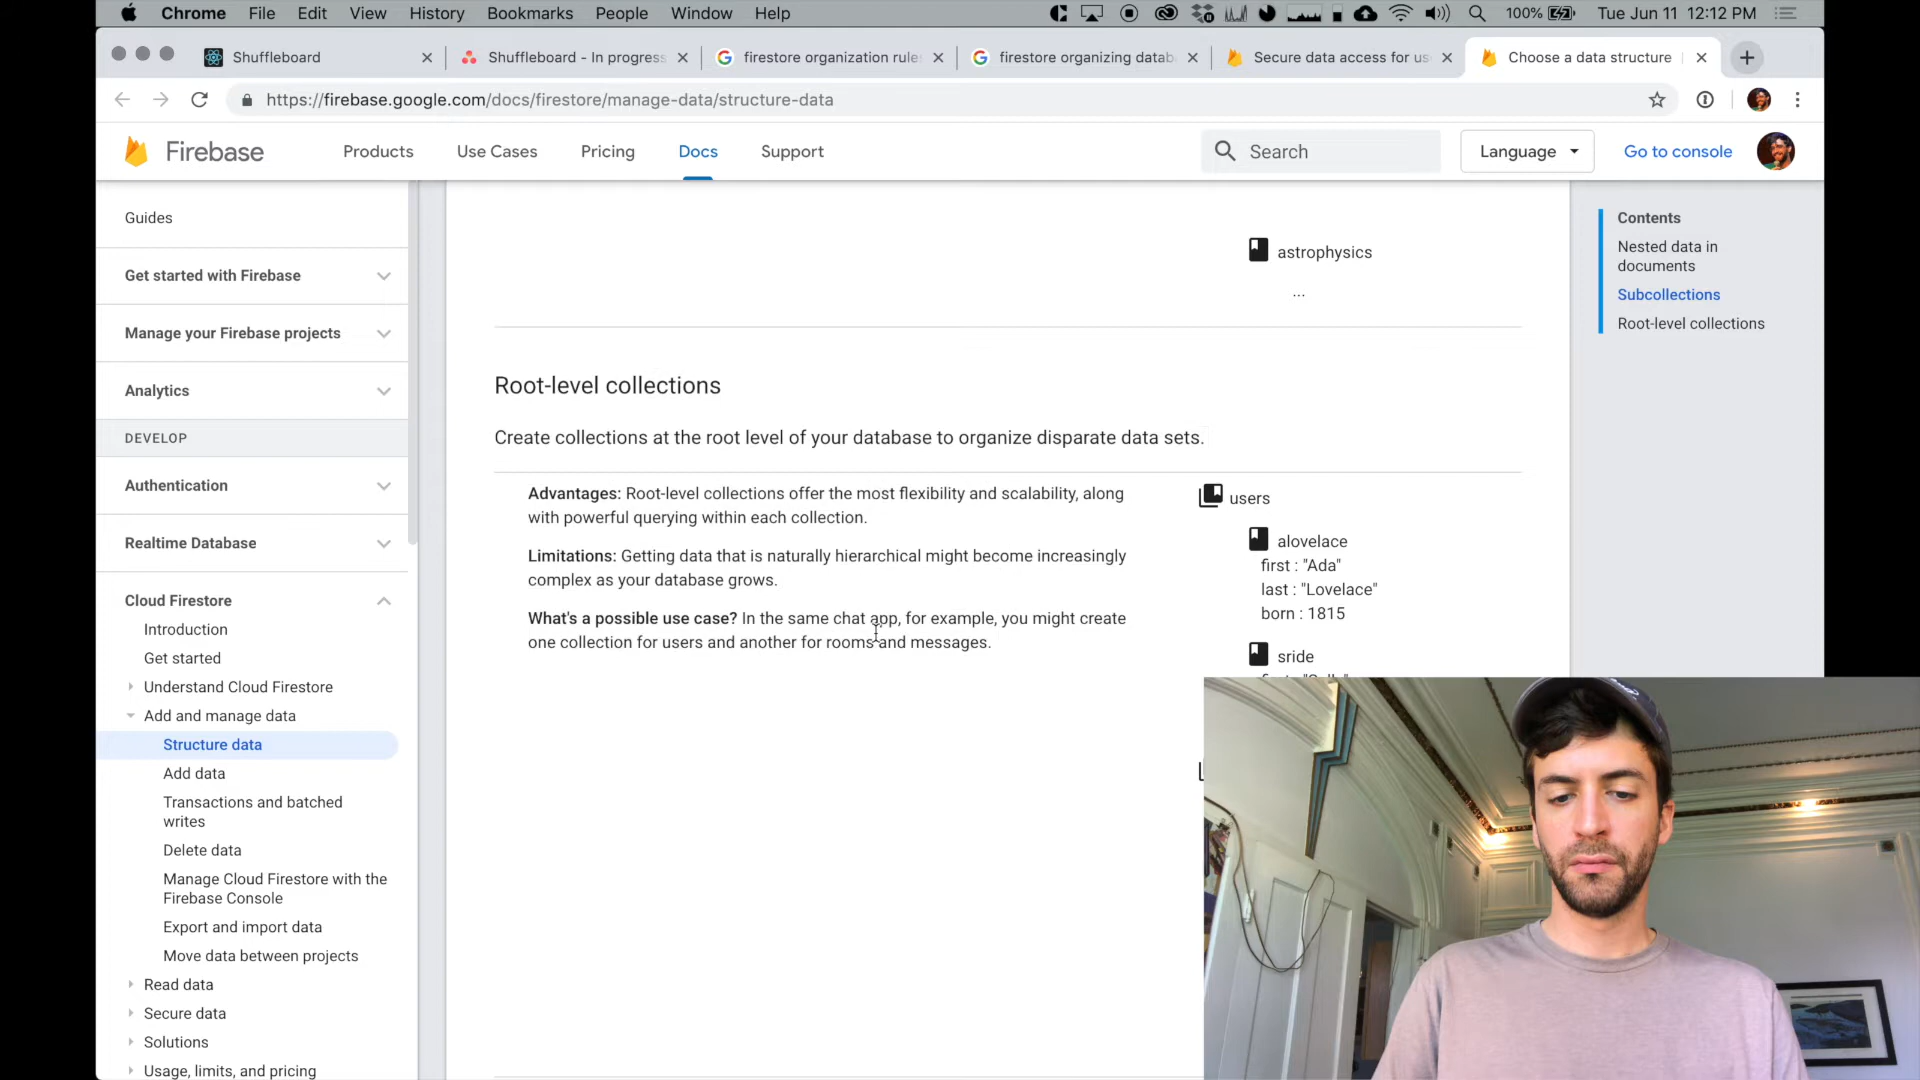 Chrome File Edit View History Bookmarks People Window Help 100% Tue Jun 11 12:12 PM
Shuffleboard Shuffleboard - In progress firestore organization rule firestore organizing datab Secure data access for us Choose a data structure
https://firebase.google.com/docs/firestore/manage-data/structure-data
Firebase Products Use Cases Pricing Docs Support Search Language Go to console
Guides
Get started with Firebase
Manage your Firebase projects
Analytics
DEVELOP
Authentication
Realtime Database
Cloud Firestore
Introduction
Get started
Understand Cloud Firestore
Add and manage data
Structure data
Add data
Transactions and batched
writes
Delete data
Manage Cloud Firestore with the
Firebase Console
Export and import data
Move data between projects
Read data
Secure data
Solutions
Usage, limits, and pricing
astrophysics
...
Root-level collections
Create collections at the root level of your database to organize disparate data sets.
Advantages: Root-level collections offer the most flexibility and scalability, along
with powerful querying within each collection.
Limitations: Getting data that is naturally hierarchical might become increasingly
complex as your database grows.
What's a possible use case? In the same chat app, for example, you might create
one collection for users and another for rooms and messages.
users
alovelace
first : "Ada"
last : "Lovelace"
born : 1815
sride
Contents
Nested data in
documents
Subcollections
Root-level collections